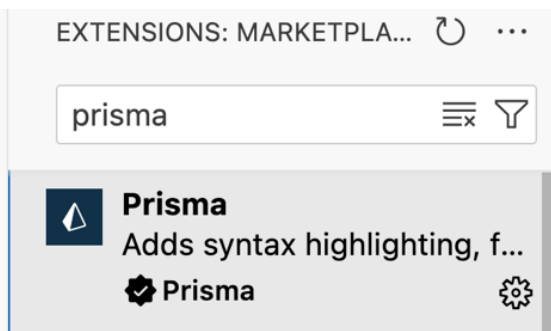 EXTENSIONS: MARKETPLA...
prisma
Prisma
Adds syntax highlighting, f...
Prisma